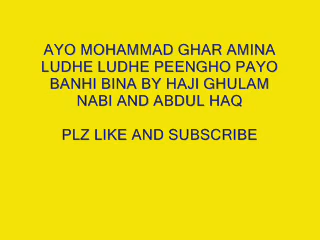 AYO MOHAMMAD GHAR AMINA
LUDHE LUDHE PEENGHO PAYO
BANHI BINA BY HAJI GHULAM
NABI AND ABDUL HAQ
PLZ LIKE AND SUBSCRIBE